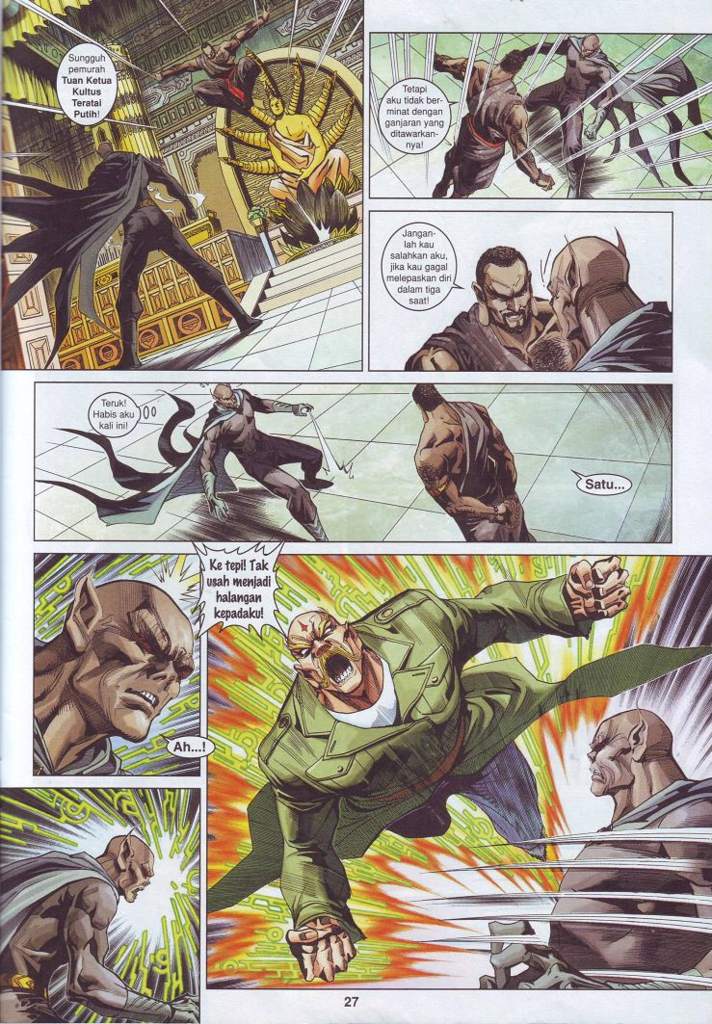 Sungguh
pemurah
Tuan Ketua
Kultus
Teratai
Putih!
Tetapi
aku tidak ber-
minat dengan
ganjaran yang
ditawarkan-
nya!
Jangan-
lah kau
salahkan aku,
jika kau gagal
melepaskan diri
dalam tiga
saat!
Teruk!
Habis aku
kali ini!
Satu...
Ah...!
Ke tepi! Tak
usah menjadi
halangan
kepadaku!
27